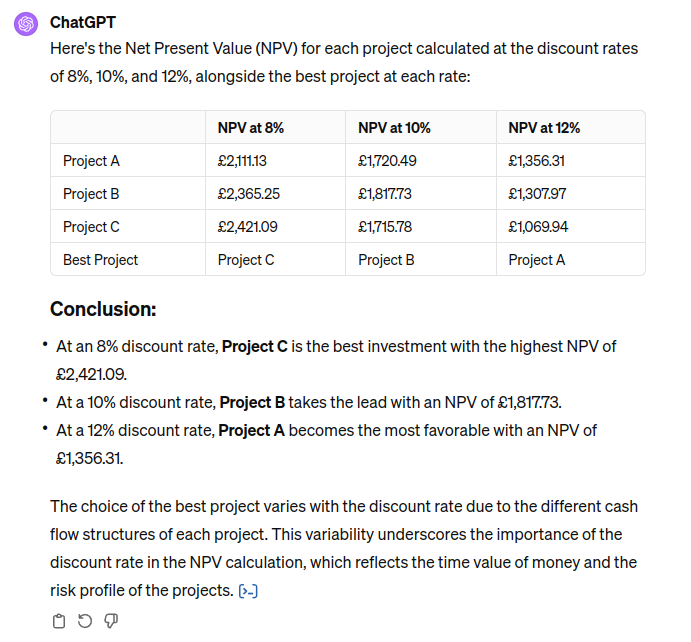 ChatGPT
Here's the Net Present Value (NPV) for each project calculated at the discount rates
of 8%, 10%, and 12%, alongside the best project at each rate:
NPV at 8% NPV at 10% NPV at 12%
Project A £2,111.13 £1,720.49 £1,356.31
Project B £2,365.25 £1,817.73 £1,307.97
Project C £2,421.09 £1,715.78 £1,069.94
Best Project Project C Project B Project A
Conclusion:
• At an 8% discount rate, Project C is the best investment with the highest NPV of
£2,421.09.
• At a 10% discount rate, Project B takes the lead with an NPV of £1,817.73.
• At a 12% discount rate, Project A becomes the most favorable with an NPV of
£1,356.31.
The choice of the best project varies with the discount rate due to the different cash
flow structures of each project. This variability underscores the importance of the
discount rate in the NPV calculation, which reflects the time value of money and the
risk profile of the projects. [>-]